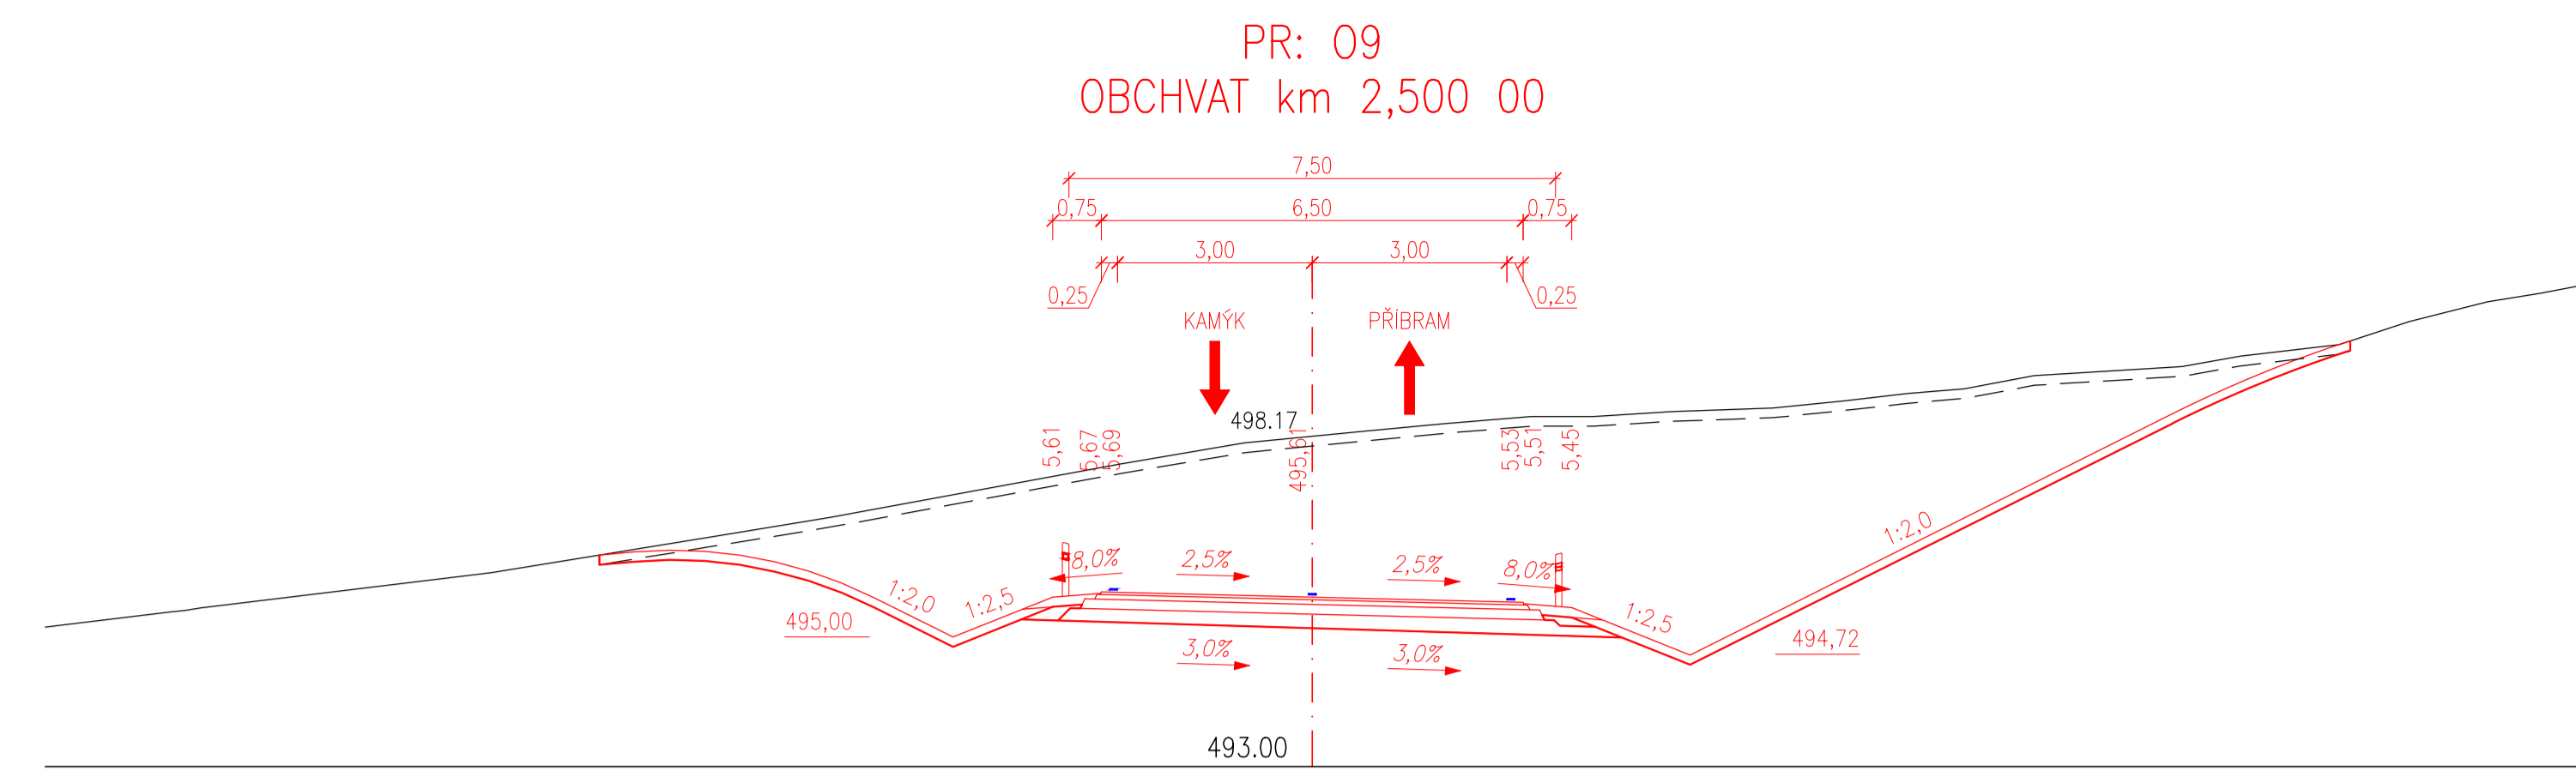 PR: 09
OBCHVAT km 2,500 00
7,50
0,75 6,50 0,75
3,00 3,00
0,25 0,25
KAMÝK PŘÍBRAM
498.17
5,61 5,67 5,69 495,61 5,53 5,51 5,45
1:2,0
8,0% 2,5% 2,5% 8,0%
1:2,0 1:2,5 1:2,5
495,00 494,72
3,0% 3,0%
493.00